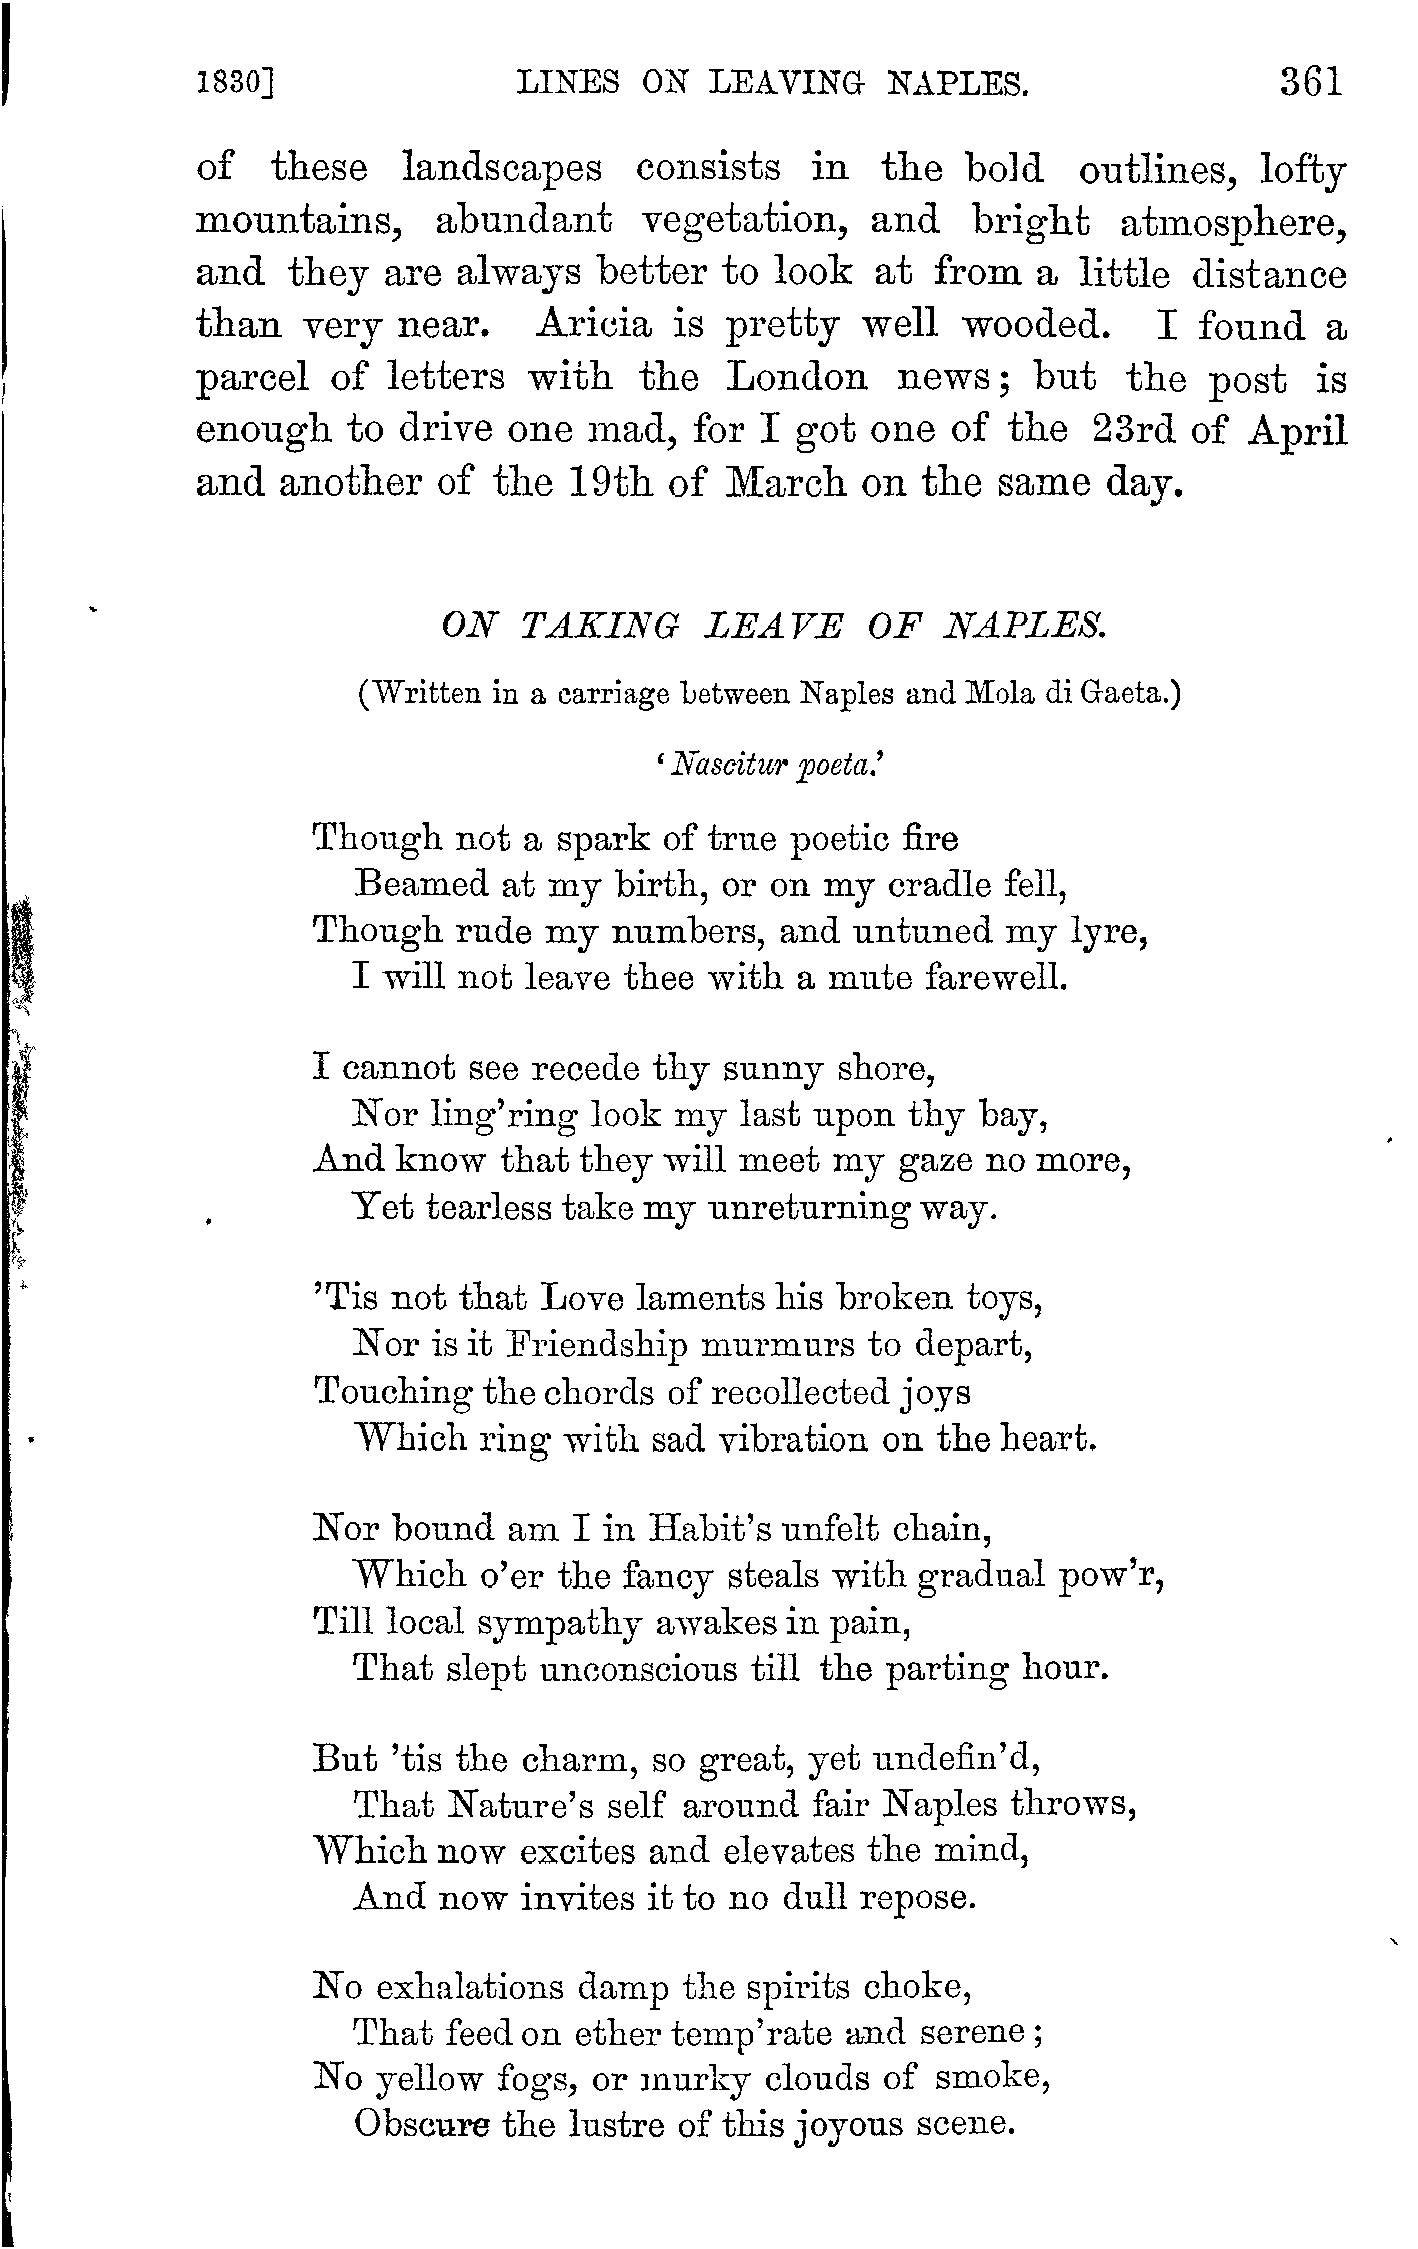 1830] LINES ON LEAVING NAPLES. 361
of these landscapes consists in the bold outlines, lofty
mountains, abundant vegetation, and bright atmosphere,
and they are always better to look at from a little distance
than very near. Aricia is pretty well wooded. I found a
parcel of letters with the London news; but the post is
enough to drive one mad, for I got one of the 23rd of April
and another of the 19th of March on the same day.
ON TAKING LEAVE OF NAPLES.
(Written in a carriage between Naples and Mola di Gaeta.)
‘Nascitur poeta.’
Though not a spark of true poetic fire
Beamed at my birth, or on my cradle fell,
Though rude my numbers, and untuned my lyre,
I will not leave thee with a mute farewell.
I cannot see recede thy sunny shore,
Nor ling’ring look my last upon thy bay,
And know that they will meet my gaze no more,
Yet tearless take my unreturning way.
’Tis not that Love laments his broken toys,
Nor is it Friendship murmurs to depart,
Touching the chords of recollected joys
Which ring with sad vibration on the heart.
Nor bound am I in Habit’s unfelt chain,
Which o’er the fancy steals with gradual pow’r,
Till local sympathy awakes in pain,
That slept unconscious till the parting hour.
But ’tis the charm, so great, yet undefin’d,
That Nature’s self around fair Naples throws,
Which now excites and elevates the mind,
And now invites it to no dull repose.
No exhalations damp the spirits choke,
That feed on ether temp’rate and serene;
No yellow fogs, or murky clouds of smoke,
Obscure the lustre of this joyous scene.